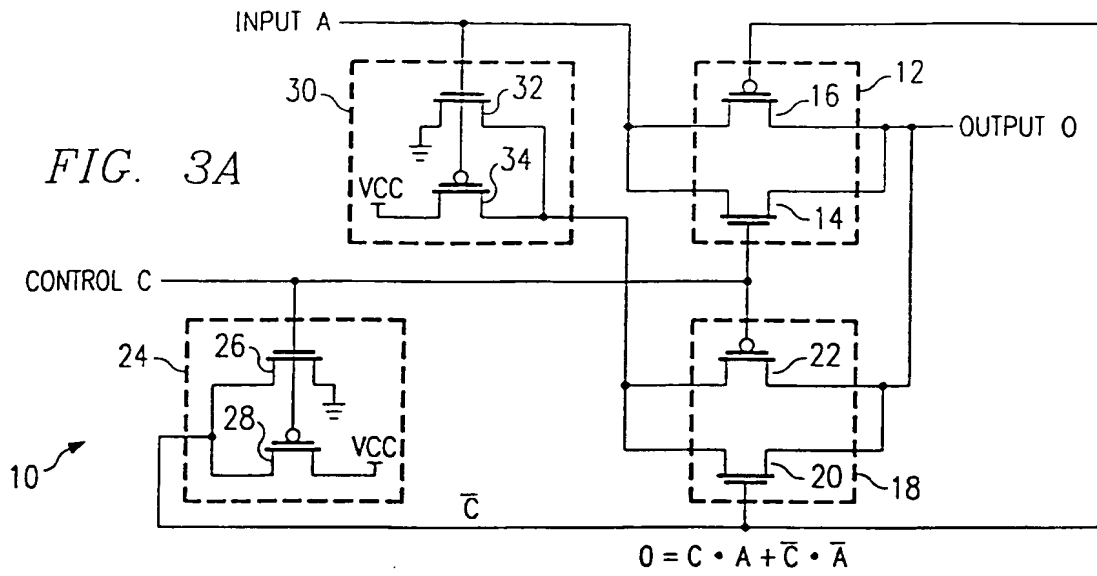 INPUT A
30
32
16
12
OUTPUT O
FIG. 3A
34
VCC
14
CONTROL C
24
26
22
28
VCC
10
20
18
C̅
O = C • A + C̅ • A̅